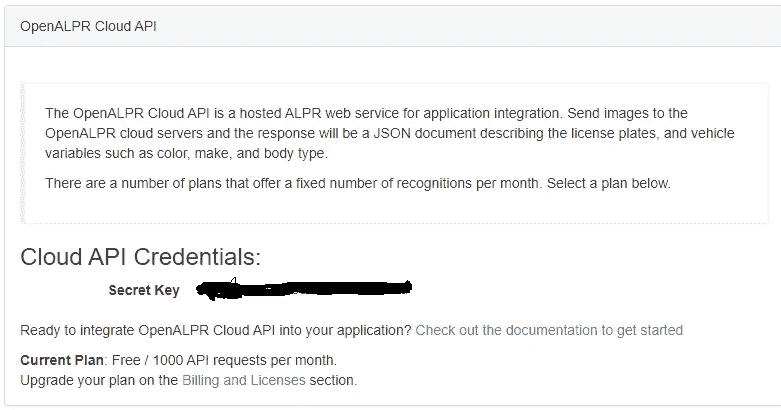 OpenALPR Cloud API
The OpenALPR Cloud API is a hosted ALPR web service for application integration. Send images to the
OpenALPR cloud servers and the response will be a JSON document describing the license plates, and vehicle
variables such as color, make, and body type.
There are a number of plans that offer a fixed number of recognitions per month. Select a plan below.
Cloud API Credentials:
Secret Key
Ready to integrate OpenALPR Cloud API into your application? Check out the documentation to get started
Current Plan: Free / 1000 API requests per month.
Upgrade your plan on the Billing and Licenses section.